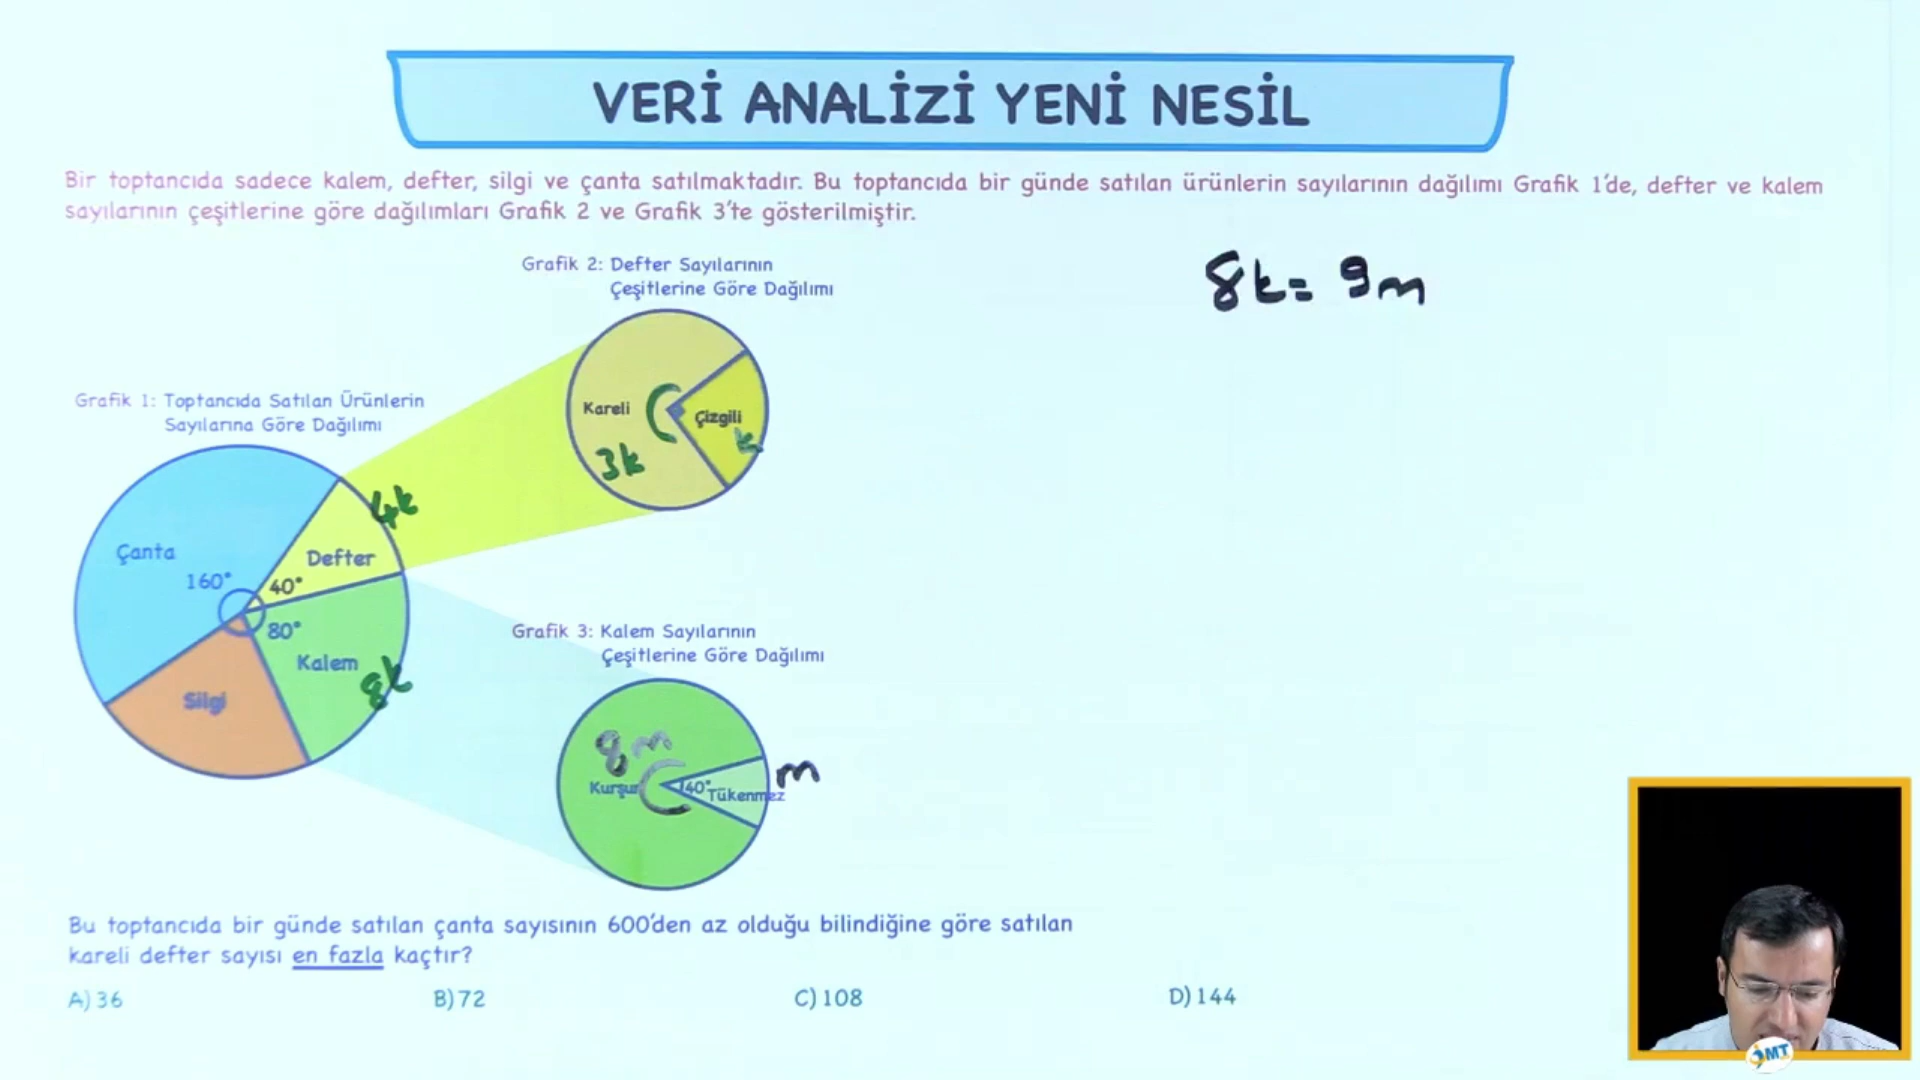 VERİ ANALİZİ YENİ NESİL
Bir toptancıda sadece kalem, defter, silgi ve çanta satılmaktadır. Bu toptancıda bir günde satılan ürünlerin sayılarının dağılımı Grafik 1'de, defter ve kalem
sayılarının çeşitlerine göre dağılımları Grafik 2 ve Grafik 3'te gösterilmiştir.
8k = 9m
Grafik 2: Defter Sayılarının
Çeşitlerine Göre Dağılımı
Kareli
Çizgili
3k
k
Grafik 1: Toptancıda Satılan Ürünlerin
Sayılarına Göre Dağılımı
4k
Çanta
Defter
160°
40°
80°
Kalem
8k
Silgi
Grafik 3: Kalem Sayılarının
Çeşitlerine Göre Dağılımı
8m
m
40°
Tükenmez
Bu toptancıda bir günde satılan çanta sayısının 600'den az olduğu bilindiğine göre satılan
kareli defter sayısı en fazla kaçtır?
A) 36
B) 72
C) 108
D) 144
MT